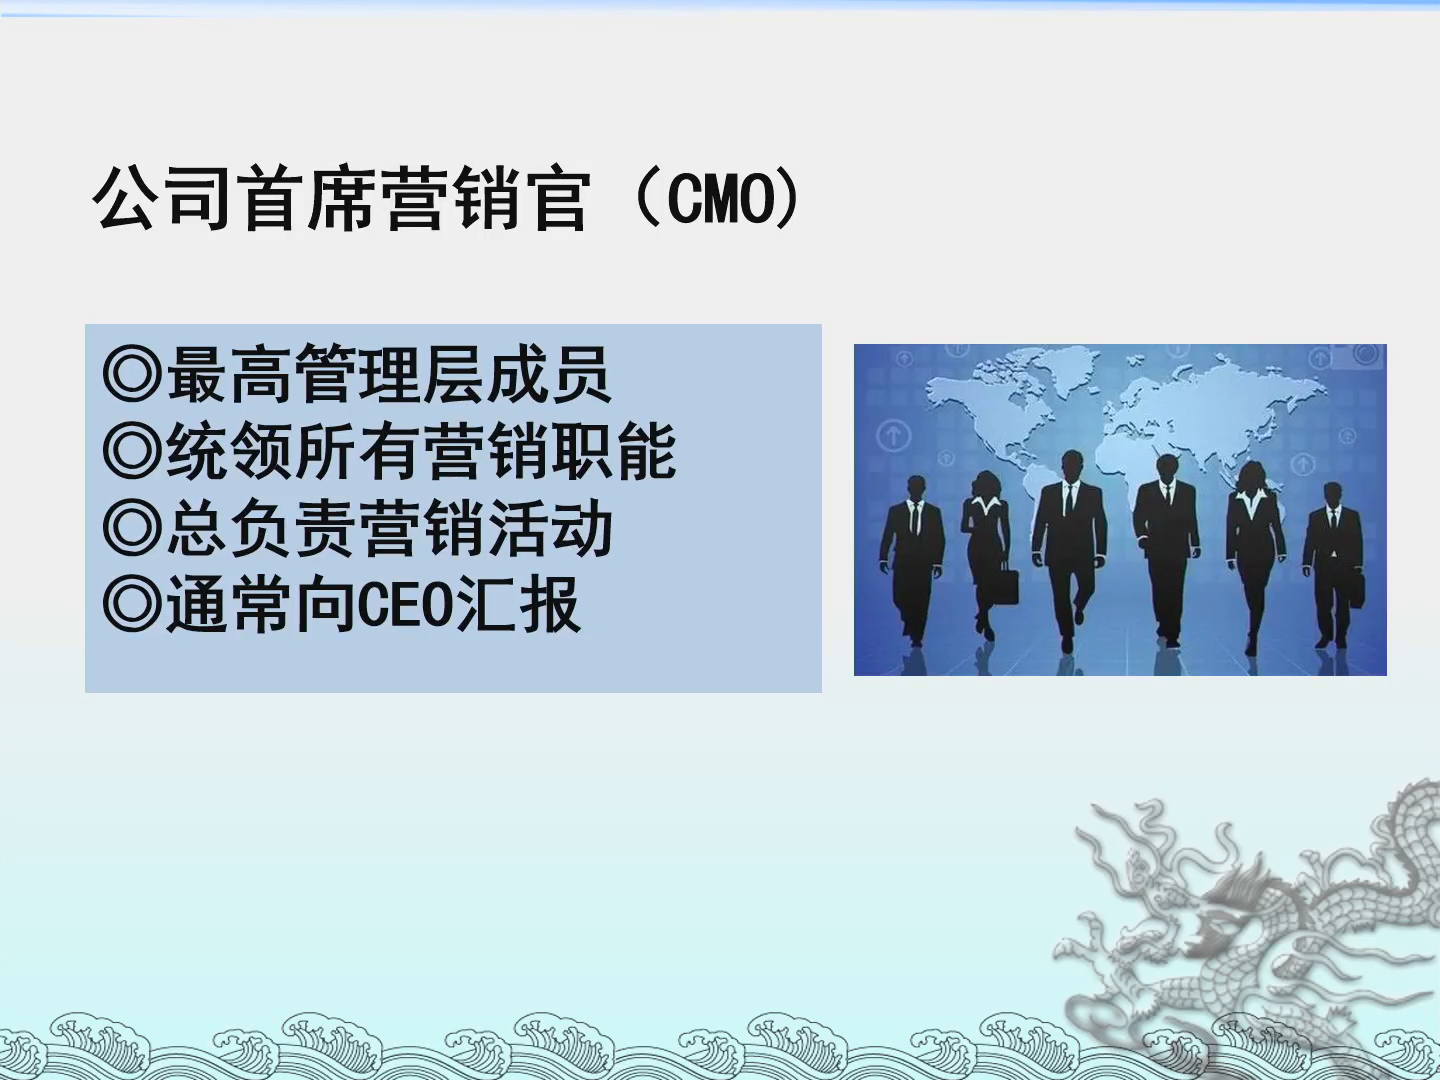 公司首席营销官（CMO）
◎最高管理层成员
◎统领所有营销职能
◎总负责营销活动
◎通常向CEO汇报